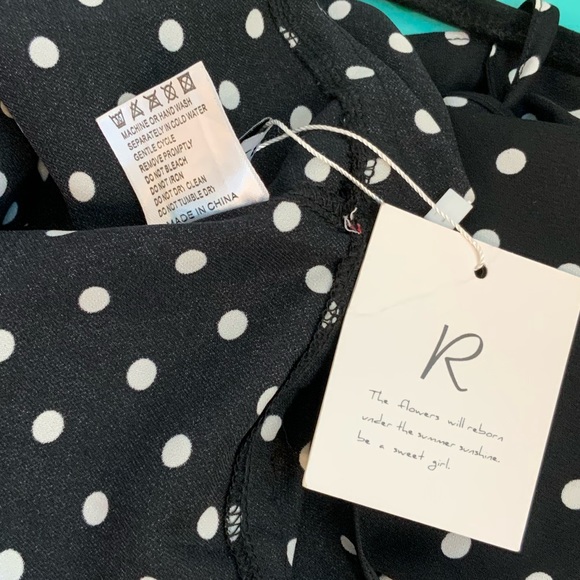 MACHINE OR HAND WASH
SEPARATELY IN COLD WATER
GENTLE CYCLE
REMOVE PROMPTLY
DO NOT BLEACH
DO NOT IRON
DO NOT DRY CLEAN
DO NOT TUMBLE DRY
MADE IN CHINA
R
The flowers will reborn
under the summer sunshine.
be a sweet girl.